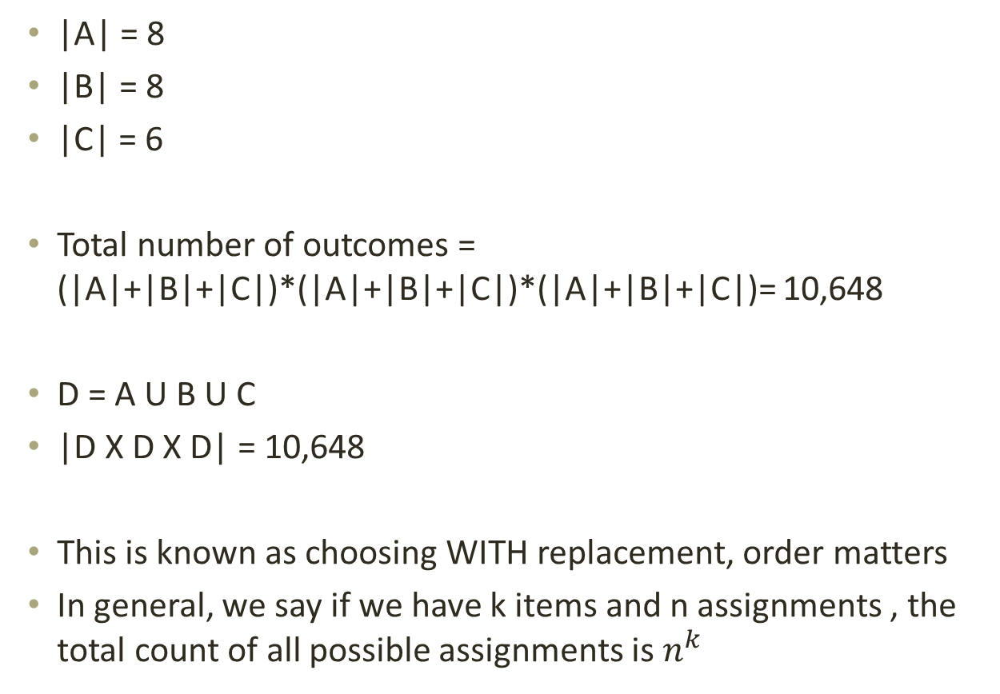 • |A| = 8
• |B| = 8
• |C| = 6
• Total number of outcomes =
(|A|+|B|+|C|)*(|A|+|B|+|C|)*(|A|+|B|+|C|)= 10,648
• D = A U B U C
• |D X D X D| = 10,648
• This is known as choosing WITH replacement, order matters
• In general, we say if we have k items and n assignments , the
total count of all possible assignments is $n^k$